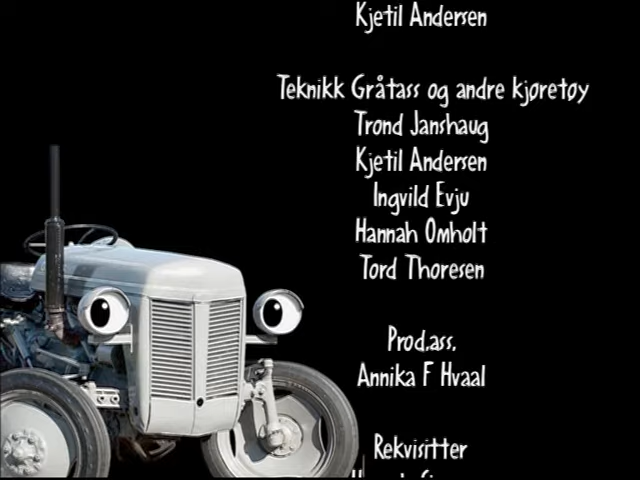 Kjetil Andersen
Teknikk Gråtass og andre kjøretøy
Trond Janshaug
Kjetil Andersen
Ingvild Evju
Hannah Omholt
Tord Thoresen
Prod.ass.
Annika F Hvaal
Rekvisitter